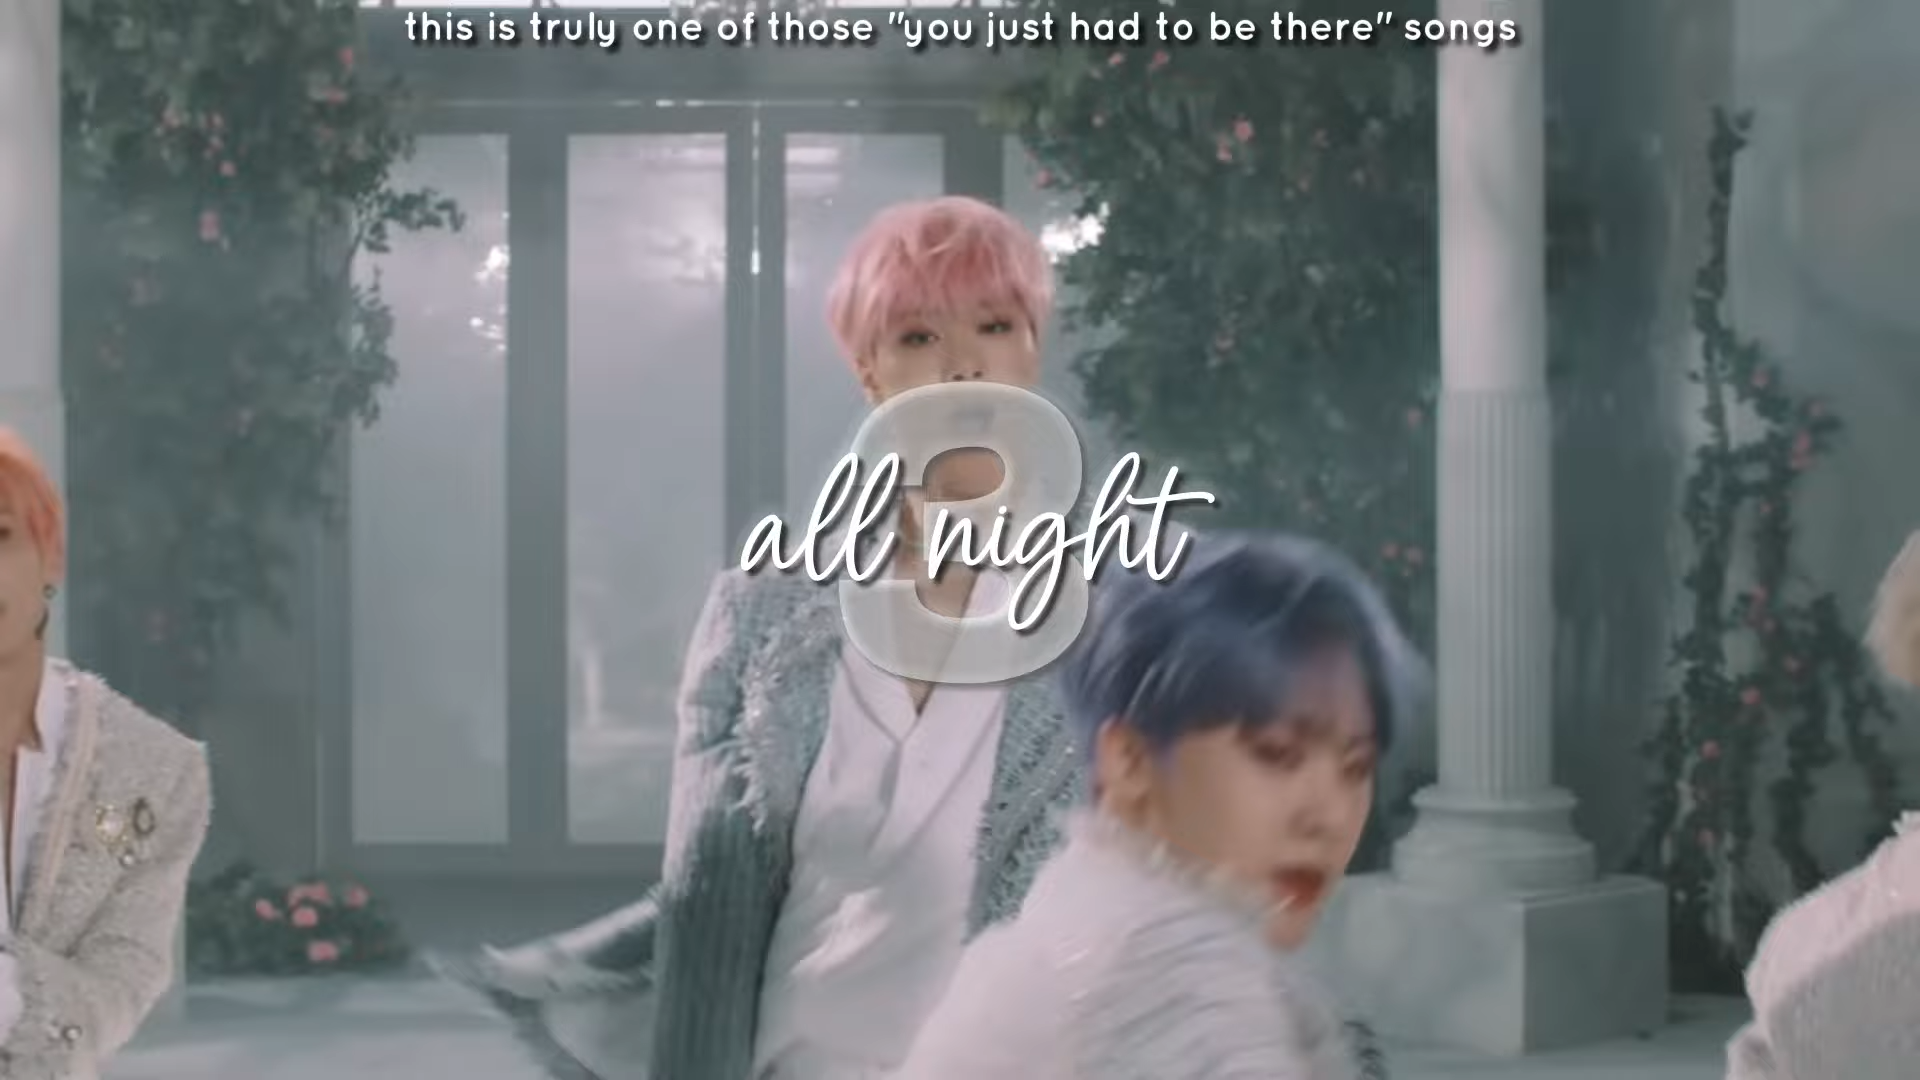 this is truly one of those "you just had to be there" songs
3
all night